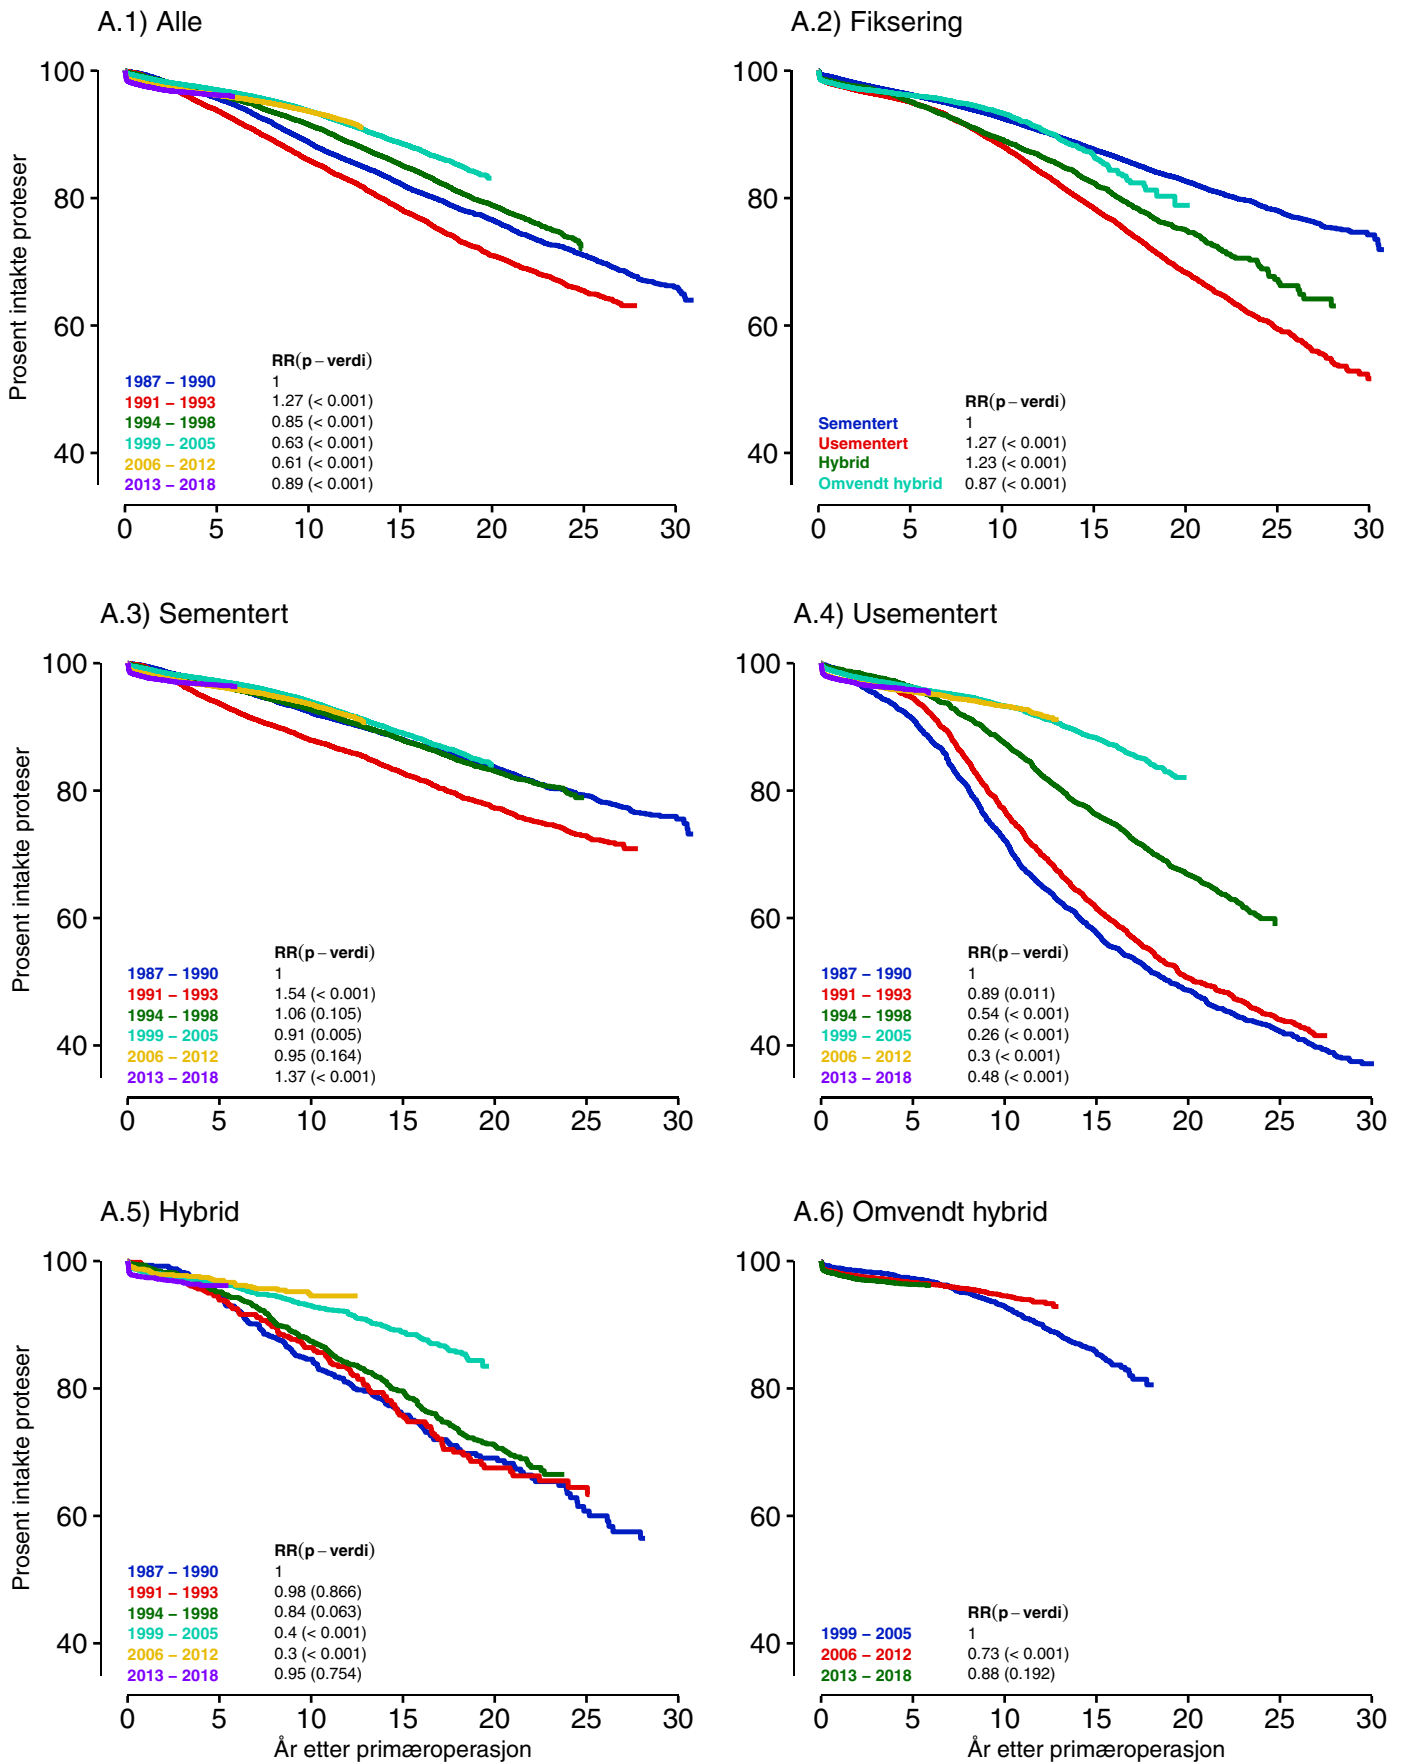 A.1) Alle
Prosent intakte proteser
100
80
60
40
RR(p – verdi)
1987 – 1990 1
1991 – 1993 1.27 (< 0.001)
1994 – 1998 0.85 (< 0.001)
1999 – 2005 0.63 (< 0.001)
2006 – 2012 0.61 (< 0.001)
2013 – 2018 0.89 (< 0.001)
0 5 10 15 20 25 30
A.2) Fiksering
100
80
60
40
RR(p – verdi)
Sementert 1
Usementert 1.27 (< 0.001)
Hybrid 1.23 (< 0.001)
Omvendt hybrid 0.87 (< 0.001)
0 5 10 15 20 25 30
A.3) Sementert
Prosent intakte proteser
100
80
60
40
RR(p – verdi)
1987 – 1990 1
1991 – 1993 1.54 (< 0.001)
1994 – 1998 1.06 (0.105)
1999 – 2005 0.91 (0.005)
2006 – 2012 0.95 (0.164)
2013 – 2018 1.37 (< 0.001)
0 5 10 15 20 25 30
A.4) Usementert
100
80
60
40
RR(p – verdi)
1987 – 1990 1
1991 – 1993 0.89 (0.011)
1994 – 1998 0.54 (< 0.001)
1999 – 2005 0.26 (< 0.001)
2006 – 2012 0.3 (< 0.001)
2013 – 2018 0.48 (< 0.001)
0 5 10 15 20 25 30
A.5) Hybrid
Prosent intakte proteser
100
80
60
40
RR(p – verdi)
1987 – 1990 1
1991 – 1993 0.98 (0.866)
1994 – 1998 0.84 (0.063)
1999 – 2005 0.4 (< 0.001)
2006 – 2012 0.3 (< 0.001)
2013 – 2018 0.95 (0.754)
0 5 10 15 20 25 30
År etter primæroperasjon
A.6) Omvendt hybrid
100
80
60
40
RR(p – verdi)
1999 – 2005 1
2006 – 2012 0.73 (< 0.001)
2013 – 2018 0.88 (0.192)
0 5 10 15 20 25 30
År etter primæroperasjon